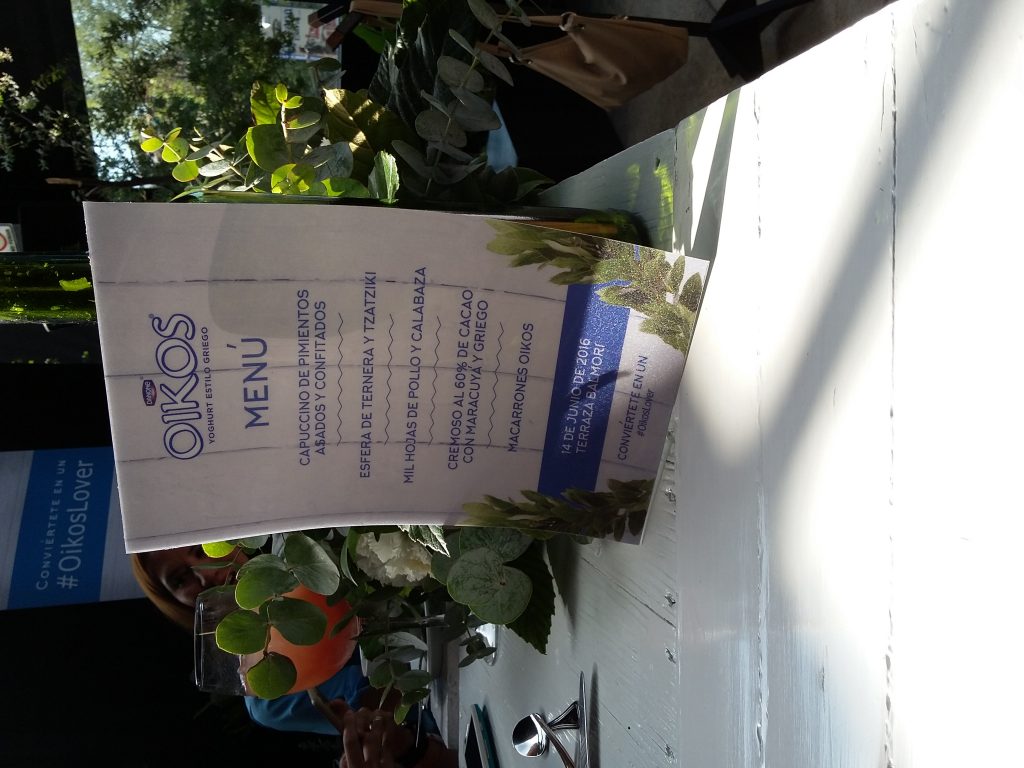 DANONE
OIKOS®
YOGHURT ESTILO GRIEGO
MENÚ
CAPUCCINO DE PIMIENTOS
ASADOS Y CONFITADOS
ESFERA DE TERNERA Y TZATZIKI
MIL HOJAS DE POLLO Y CALABAZA
CREMOSO AL 60% DE CACAO
CON MARACUYÁ Y GRIEGO
MACARRONES OIKOS
14 DE JUNIO DE 2016
TERRAZA BALMORI
CONVIÉRTETE EN UN
#OikosLover
CONVIÉRTETE EN UN
#OikosLover